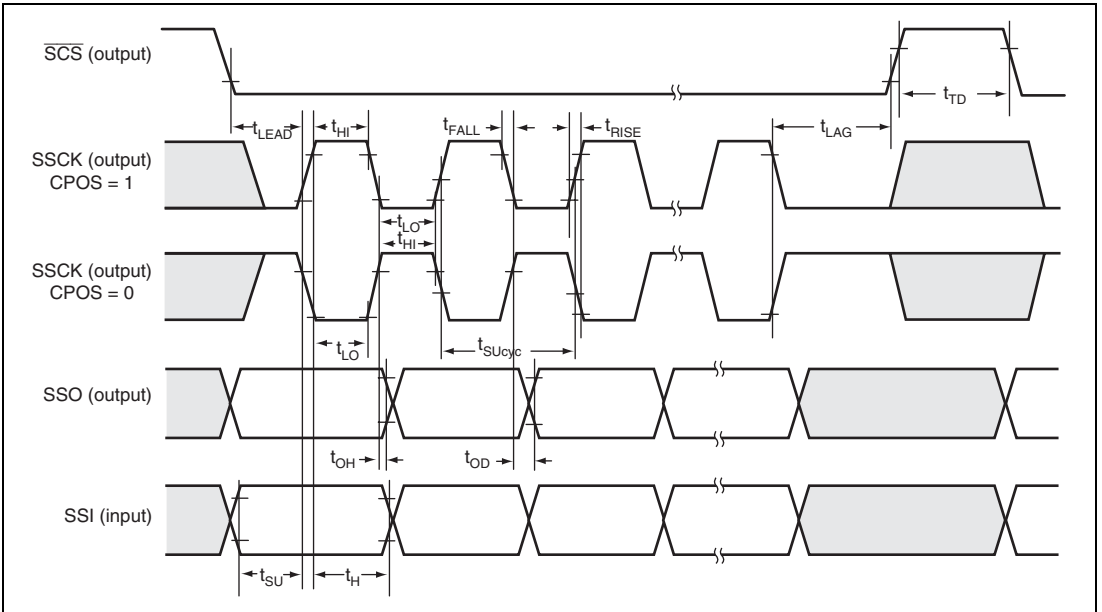 SCS (output)
tTD
tLEAD
tHI
tFALL
tRISE
tLAG
SSCK (output)
CPOS = 1
tLO
tHI
SSCK (output)
CPOS = 0
tLO
tSUcyc
SSO (output)
tOH
tOD
SSI (input)
tSU
tH